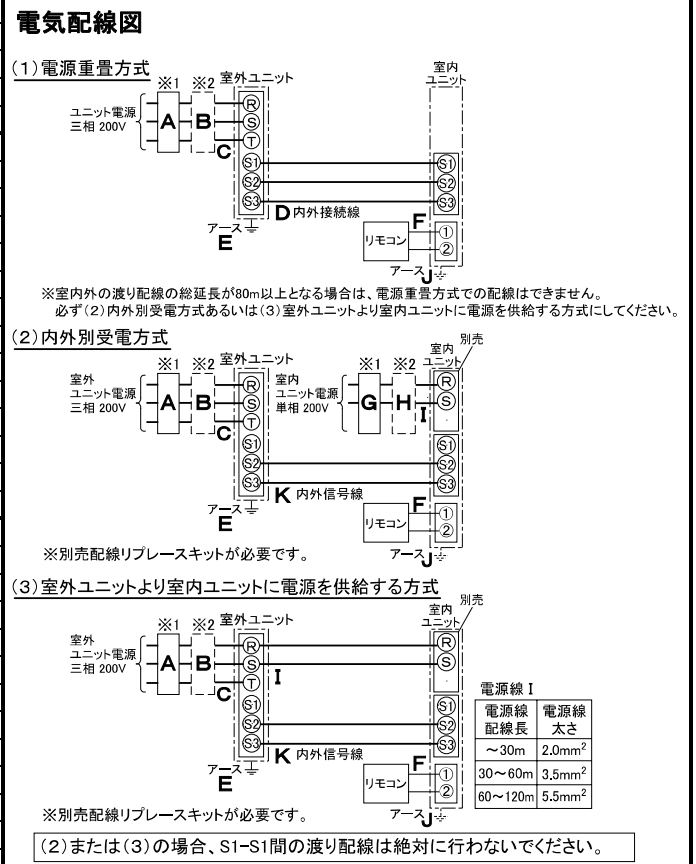 電気配線図
(1)電源重畳方式
※1 ※2 室外ユニット
室内
ユニット
ユニット電源
三相 200V
A B C
R
S
T
S1
S2
S3
S1
S2
S3
D 内外接続線
アース
E
リモコン
F
①
②
アース J
※室内外の渡り配線の総延長が80m以上となる場合は、電源重畳方式での配線はできません。
必ず(2)内外別受電方式あるいは(3)室外ユニットより室内ユニットに電源を供給する方式にしてください。
(2)内外別受電方式
※1 ※2 室外ユニット
※1 ※2
室内
ユニット
別売
室外
ユニット電源
三相 200V
A B C
R
S
T
S1
S2
S3
室内
ユニット電源
単相 200V
G H I
R
S
S1
S2
S3
K 内外信号線
アース
E
リモコン
F
①
②
アース J
※別売配線リプレースキットが必要です。
(3)室外ユニットより室内ユニットに電源を供給する方式
※1 ※2 室外ユニット
室内
ユニット
別売
室外
ユニット電源
三相 200V
A B C
R
S
T
S1
S2
S3
I
R
S
S1
S2
S3
K 内外信号線
アース
E
リモコン
F
①
②
アース J
電源線 I
電源線配線長 電源線太さ
～30m 2.0mm²
30～60m 3.5mm²
60～120m 5.5mm²
※別売配線リプレースキットが必要です。
(2)または(3)の場合、S1-S1間の渡り配線は絶対に行わないでください。